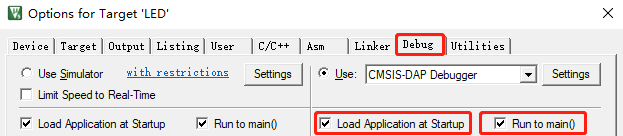 Options for Target 'LED'
Device Target Output Listing User C/C++ Asm Linker Debug Utilities
Use Simulator with restrictions Settings Use: CMSIS-DAP Debugger Settings
Limit Speed to Real-Time
Load Application at Startup Run to main() Load Application at Startup Run to main()